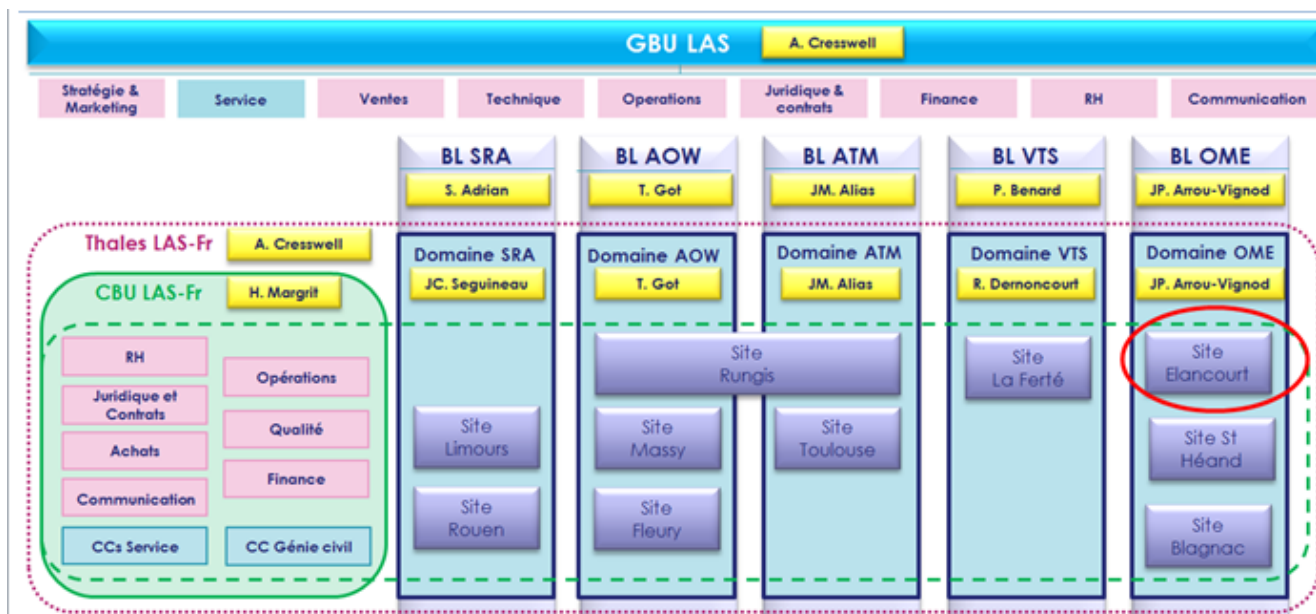 GBU LAS
A. Cresswell
Stratégie &
Marketing
Service
Ventes
Technique
Operations
Juridique &
contrats
Finance
RH
Communication
BL SRA
S. Adrian
BL AOW
T. Got
BL ATM
JM. Alias
BL VTS
P. Benard
BL OME
JP. Arrou-Vignod
Thales LAS-Fr
A. Cresswell
CBU LAS-Fr
H. Margrit
RH
Juridique et
Contrats
Achats
Communication
CCs Service
Opérations
Qualité
Finance
CC Génie civil
Domaine SRA
JC. Seguineau
Site
Limours
Site
Rouen
Domaine AOW
T. Got
Site
Rungis
Site
Massy
Site
Fleury
Domaine ATM
JM. Alias
Site
Toulouse
Domaine VTS
R. Dernoncourt
Site
La Ferté
Domaine OME
JP. Arrou-Vignod
Site
Elancourt
Site St
Héand
Site
Blagnac